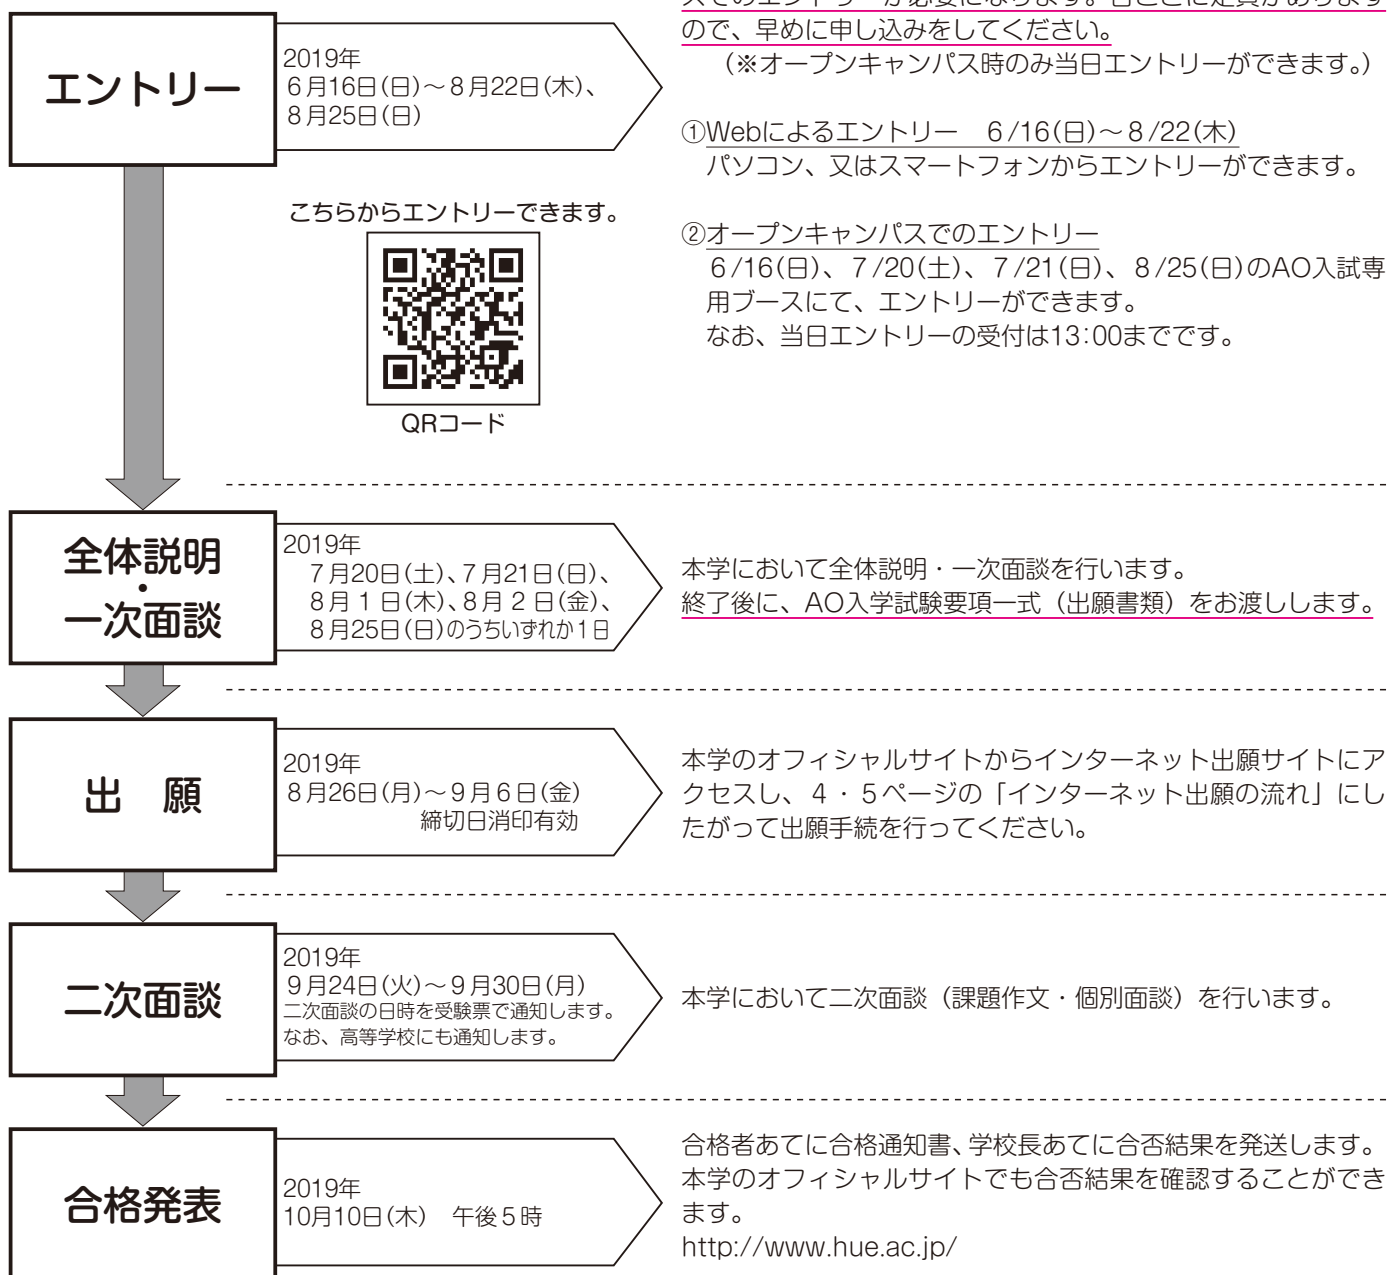 ので、早めに申し込みをしてください。
（※オープンキャンパス時のみ当日エントリーができます。）
エントリー
2019年
6月16日(日)～8月22日(木)、
8月25日(日)
①Webによるエントリー　6/16(日)～8/22(木)
パソコン、又はスマートフォンからエントリーができます。
こちらからエントリーできます。
QRコード
②オープンキャンパスでのエントリー
6/16(日)、7/20(土)、7/21(日)、8/25(日)のAO入試専
用ブースにて、エントリーができます。
なお、当日エントリーの受付は13:00までです。
全体説明
・
一次面談
2019年
7月20日(土)、7月21日(日)、
8月1日(木)、8月2日(金)、
8月25日(日)のうちいずれか1日
本学において全体説明・一次面談を行います。
終了後に、AO入学試験要項一式（出願書類）をお渡しします。
出　願
2019年
8月26日(月)～9月6日(金)
締切日消印有効
本学のオフィシャルサイトからインターネット出願サイトにア
クセスし、4・5ページの「インターネット出願の流れ」にし
たがって出願手続を行ってください。
二次面談
2019年
9月24日(火)～9月30日(月)
二次面談の日時を受験票で通知します。
なお、高等学校にも通知します。
本学において二次面談（課題作文・個別面談）を行います。
合格発表
2019年
10月10日(木)　午後5時
合格者あてに合格通知書、学校長あてに合否結果を発送します。
本学のオフィシャルサイトでも合否結果を確認することができ
ます。
http://www.hue.ac.jp/